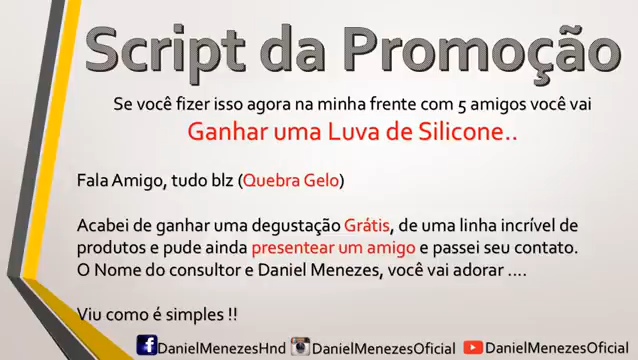 Script da Promoção
Se você fizer isso agora na minha frente com 5 amigos você vai
Ganhar uma Luva de Silicone..
Fala Amigo, tudo blz (Quebra Gelo)
Acabei de ganhar uma degustação Grátis, de uma linha incrível de
produtos e pude ainda presentear um amigo e passei seu contato.
O Nome do consultor e Daniel Menezes, você vai adorar ....
Viu como é simples !!
DanielMenezesHnd DanielMenezesOficial DanielMenezesOficial